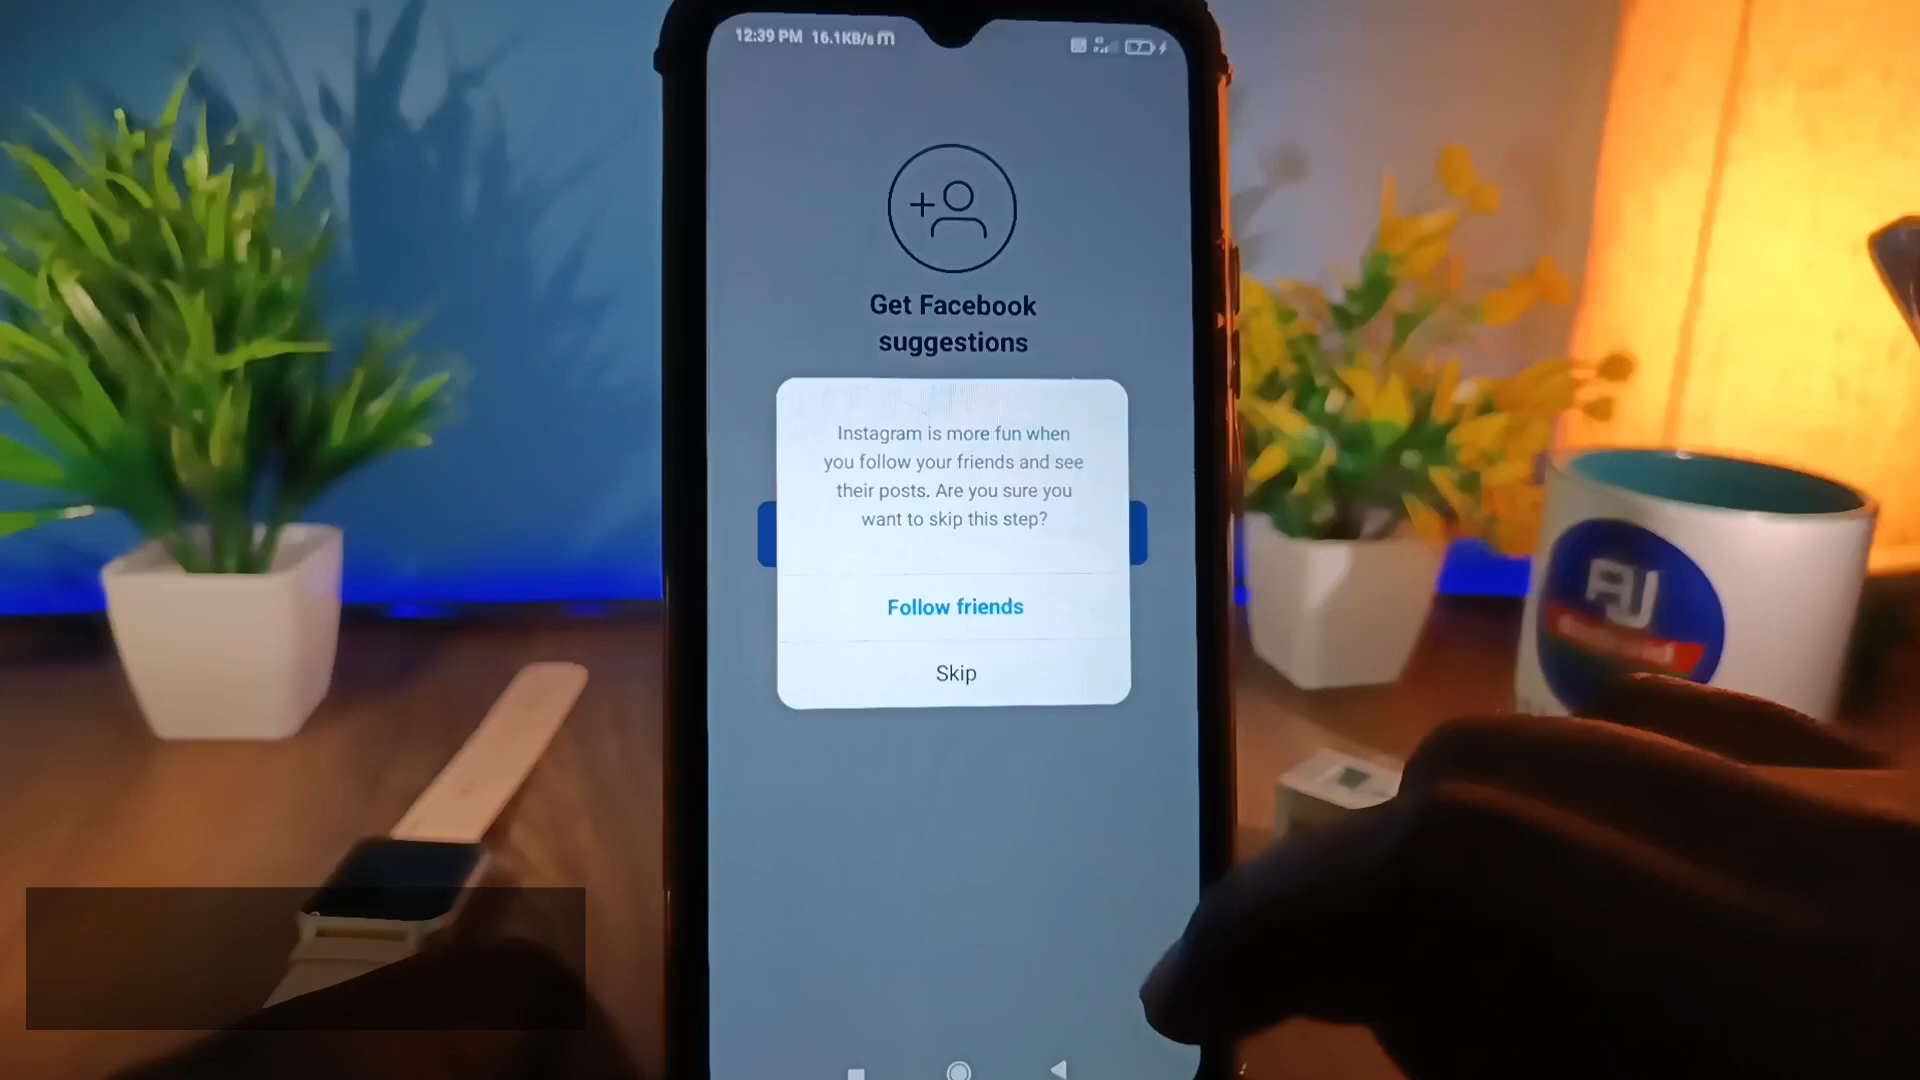 12:39 PM 16.1KB/s m
Get Facebook
suggestions
Instagram is more fun when
you follow your friends and see
their posts. Are you sure you
want to skip this step?
Follow friends
Skip